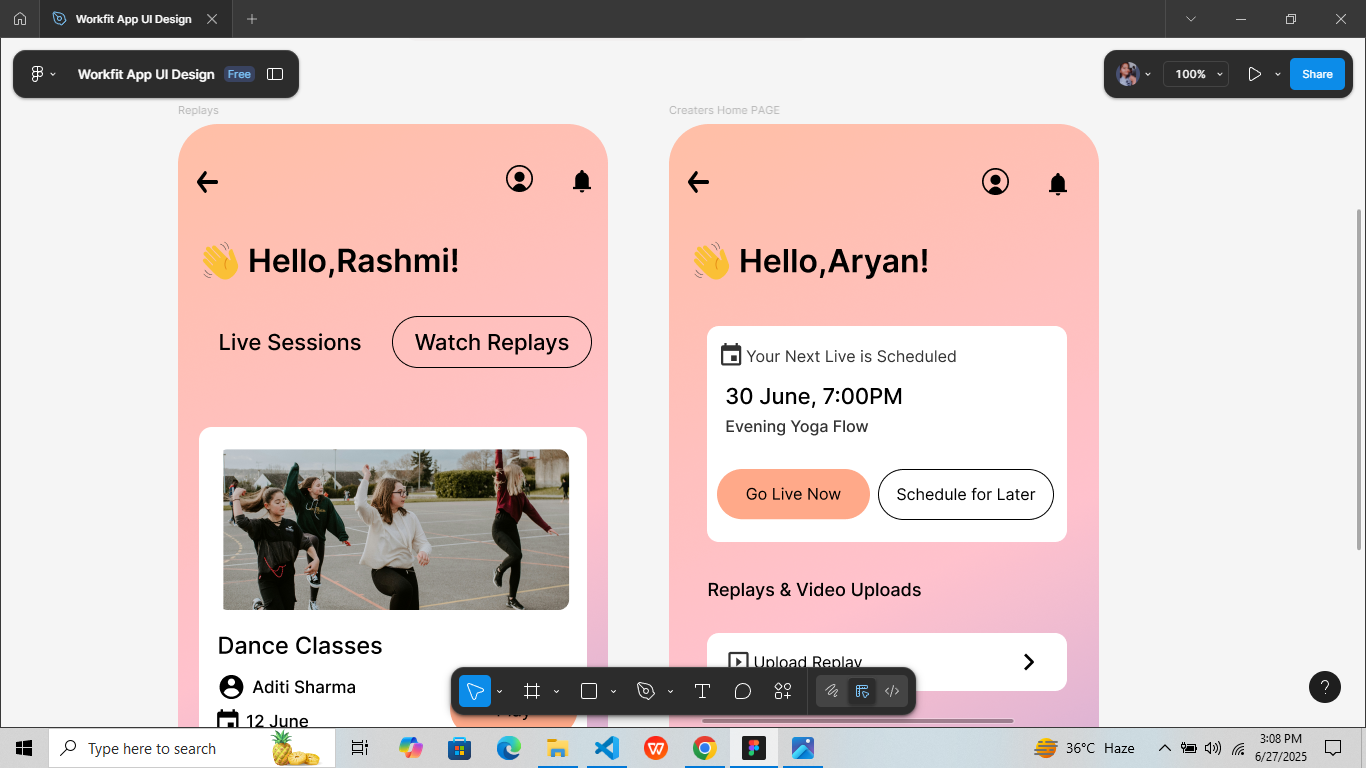 Workfit App UI Design
Workfit App UI Design Free
100%
Share
Replays
Hello,Rashmi!
Live Sessions
Watch Replays
Dance Classes
Aditi Sharma
12 June
Play
Creaters Home PAGE
Hello,Aryan!
Your Next Live is Scheduled
30 June, 7:00PM
Evening Yoga Flow
Go Live Now
Schedule for Later
Replays & Video Uploads
Upload Replay
T
?
Type here to search
36°C Haze
3:08 PM
6/27/2025